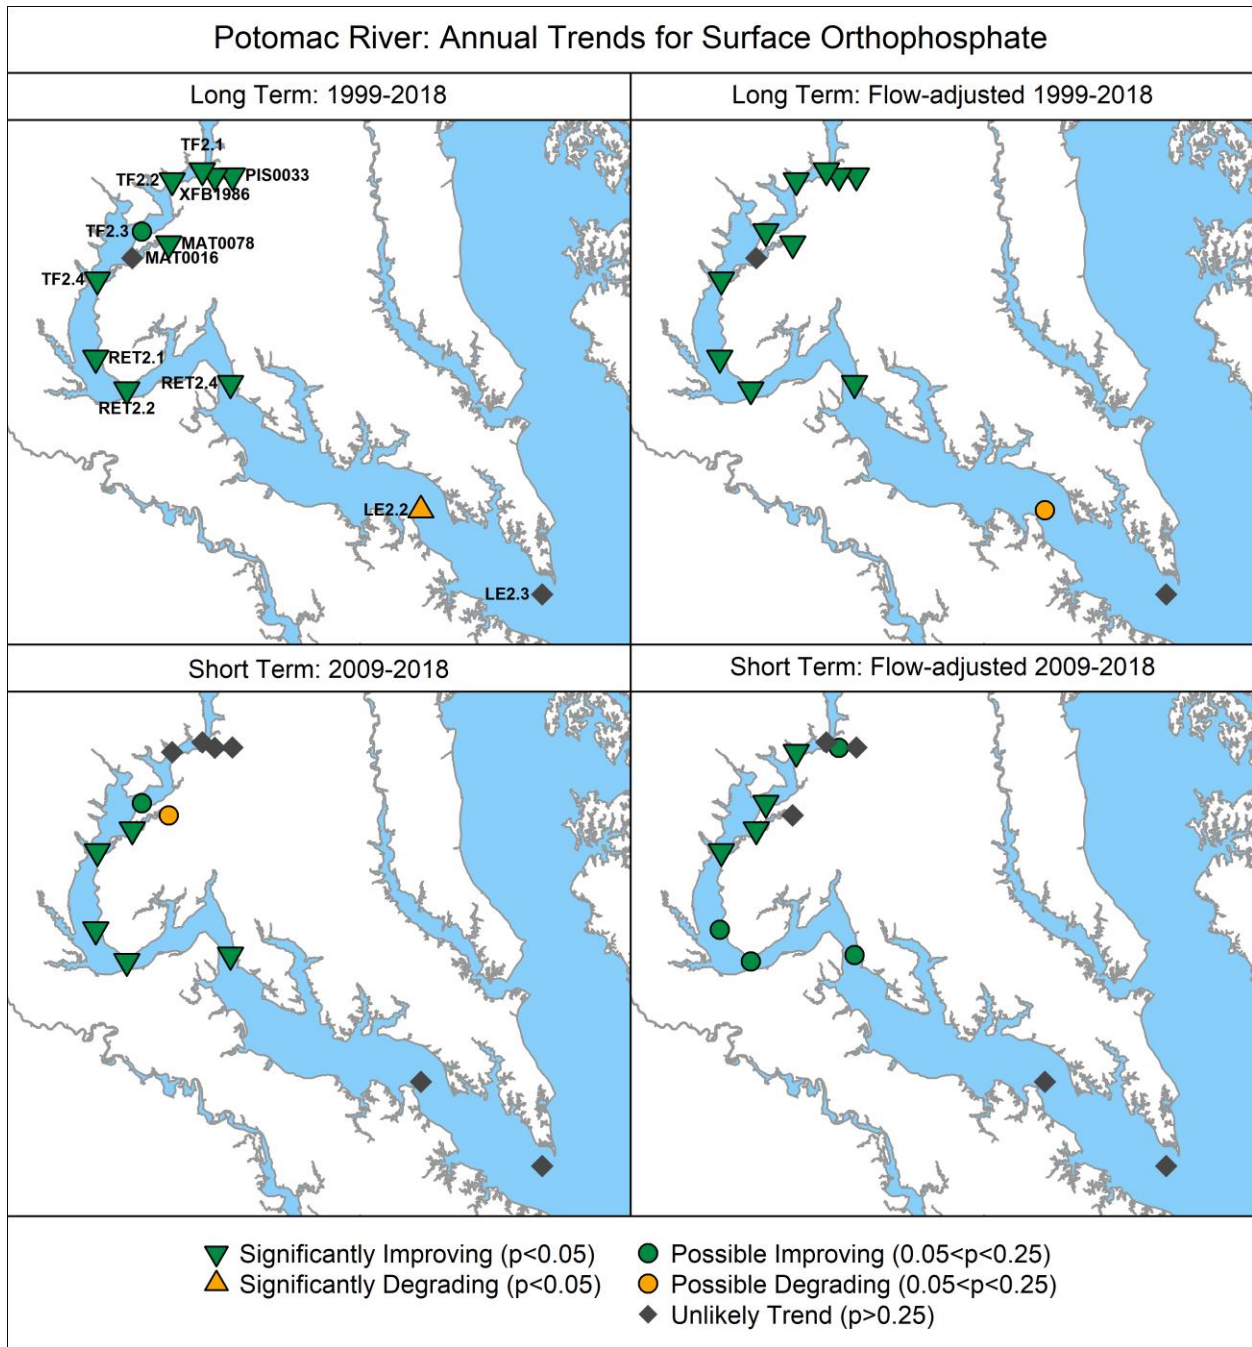 Potomac River: Annual Trends for Surface Orthophosphate
Long Term: 1999-2018
Long Term: Flow-adjusted 1999-2018
TF2.1
TF2.2
PIS0033
XFB1986
TF2.3
MAT0078
MAT0016
TF2.4
RET2.1
RET2.4
RET2.2
LE2.2
LE2.3
Short Term: 2009-2018
Short Term: Flow-adjusted 2009-2018
Significantly Improving (p<0.05)
Possible Improving (0.05<p<0.25)
Significantly Degrading (p<0.05)
Possible Degrading (0.05<p<0.25)
Unlikely Trend (p>0.25)